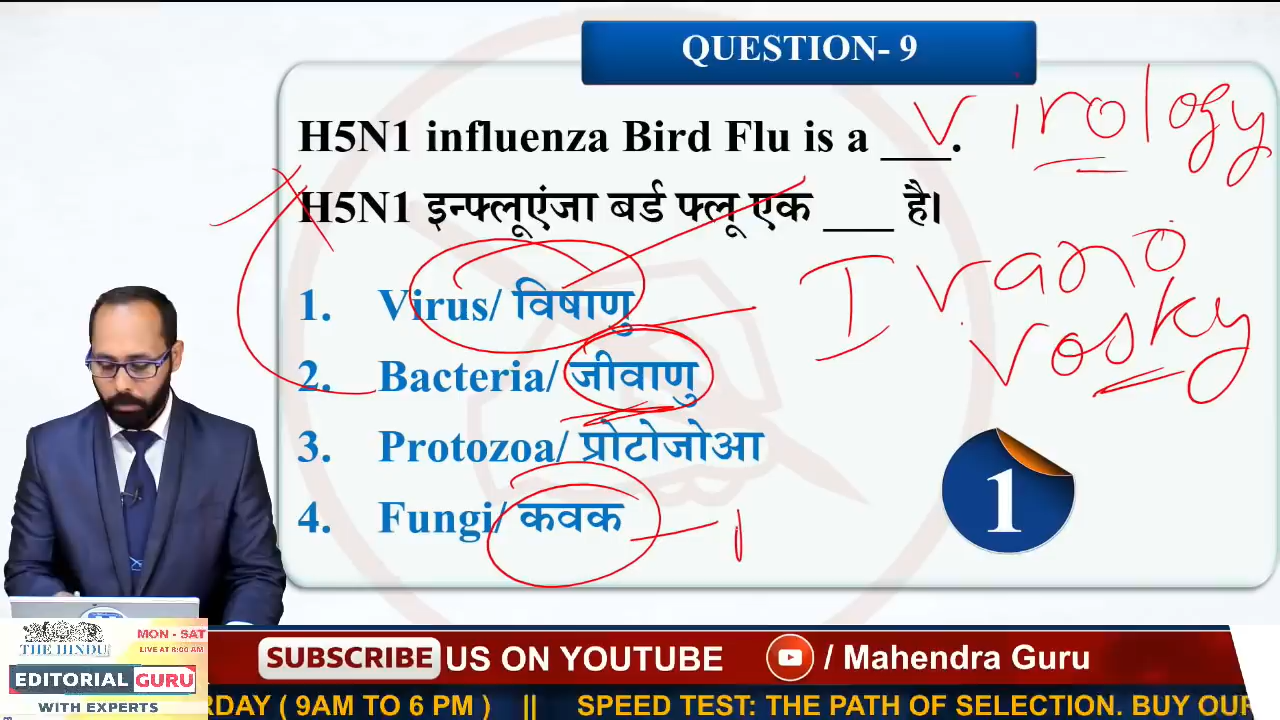 QUESTION- 9
H5N1 influenza Bird Flu is a ___.
H5N1 इन्फ्लूएंजा बर्ड फ्लू एक ___ है।
1. Virus/ विषाणु
2. Bacteria/ जीवाणु
3. Protozoa/ प्रोटोजोआ
4. Fungi/ कवक
Virology
Ivano
vosky
1
1
THE HINDU
MON - SAT
LIVE AT 8:00 AM
EDITORIAL GURU
WITH EXPERTS
SUBSCRIBE US ON YOUTUBE / Mahendra Guru
RDAY ( 9AM TO 6 PM ) || SPEED TEST: THE PATH OF SELECTION. BUY OUR